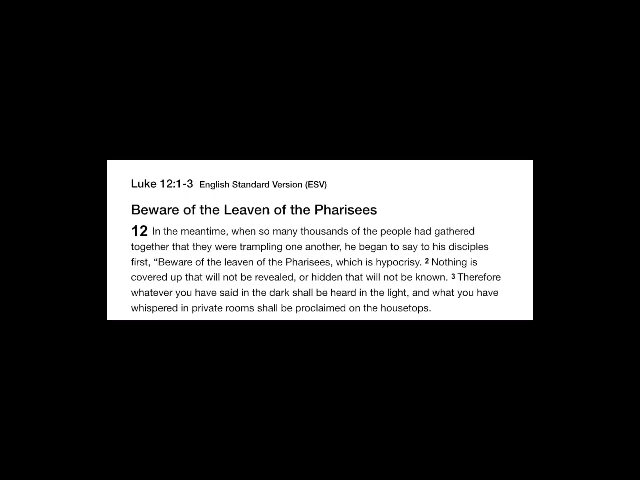 Luke 12:1-3 English Standard Version (ESV)
Beware of the Leaven of the Pharisees
12 In the meantime, when so many thousands of the people had gathered
together that they were trampling one another, he began to say to his disciples
first, “Beware of the leaven of the Pharisees, which is hypocrisy. 2 Nothing is
covered up that will not be revealed, or hidden that will not be known. 3 Therefore
whatever you have said in the dark shall be heard in the light, and what you have
whispered in private rooms shall be proclaimed on the housetops.